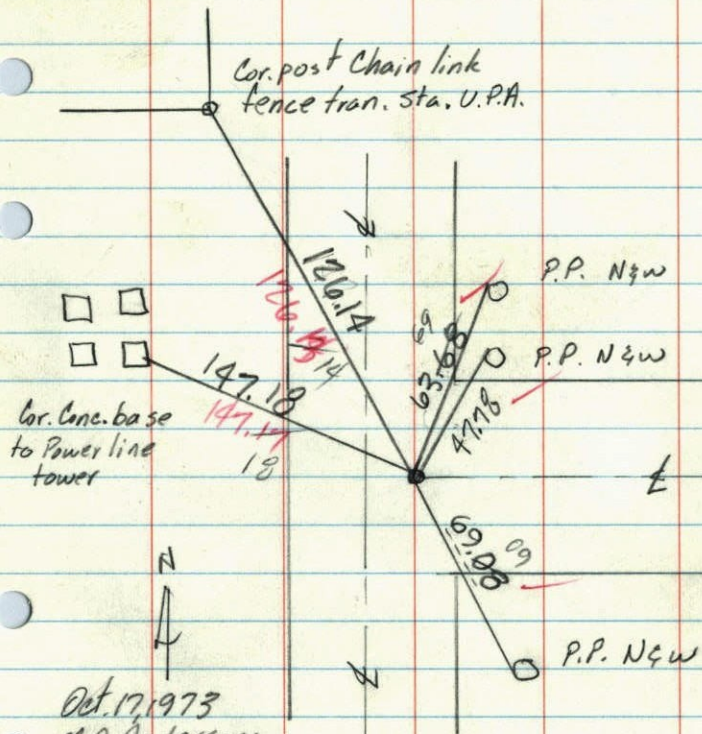 Cor. post Chain link
fence tran. sta. U.P.A.
℄
126.14
126.13
14
P.P. N&W
69
63.68
P.P. N&W
47.78
147.18
147.17
18
Cor. Conc. base
to Power line
tower
℄
69.08
09
N
℄
P.P. N&W
Oct. 17, 1973